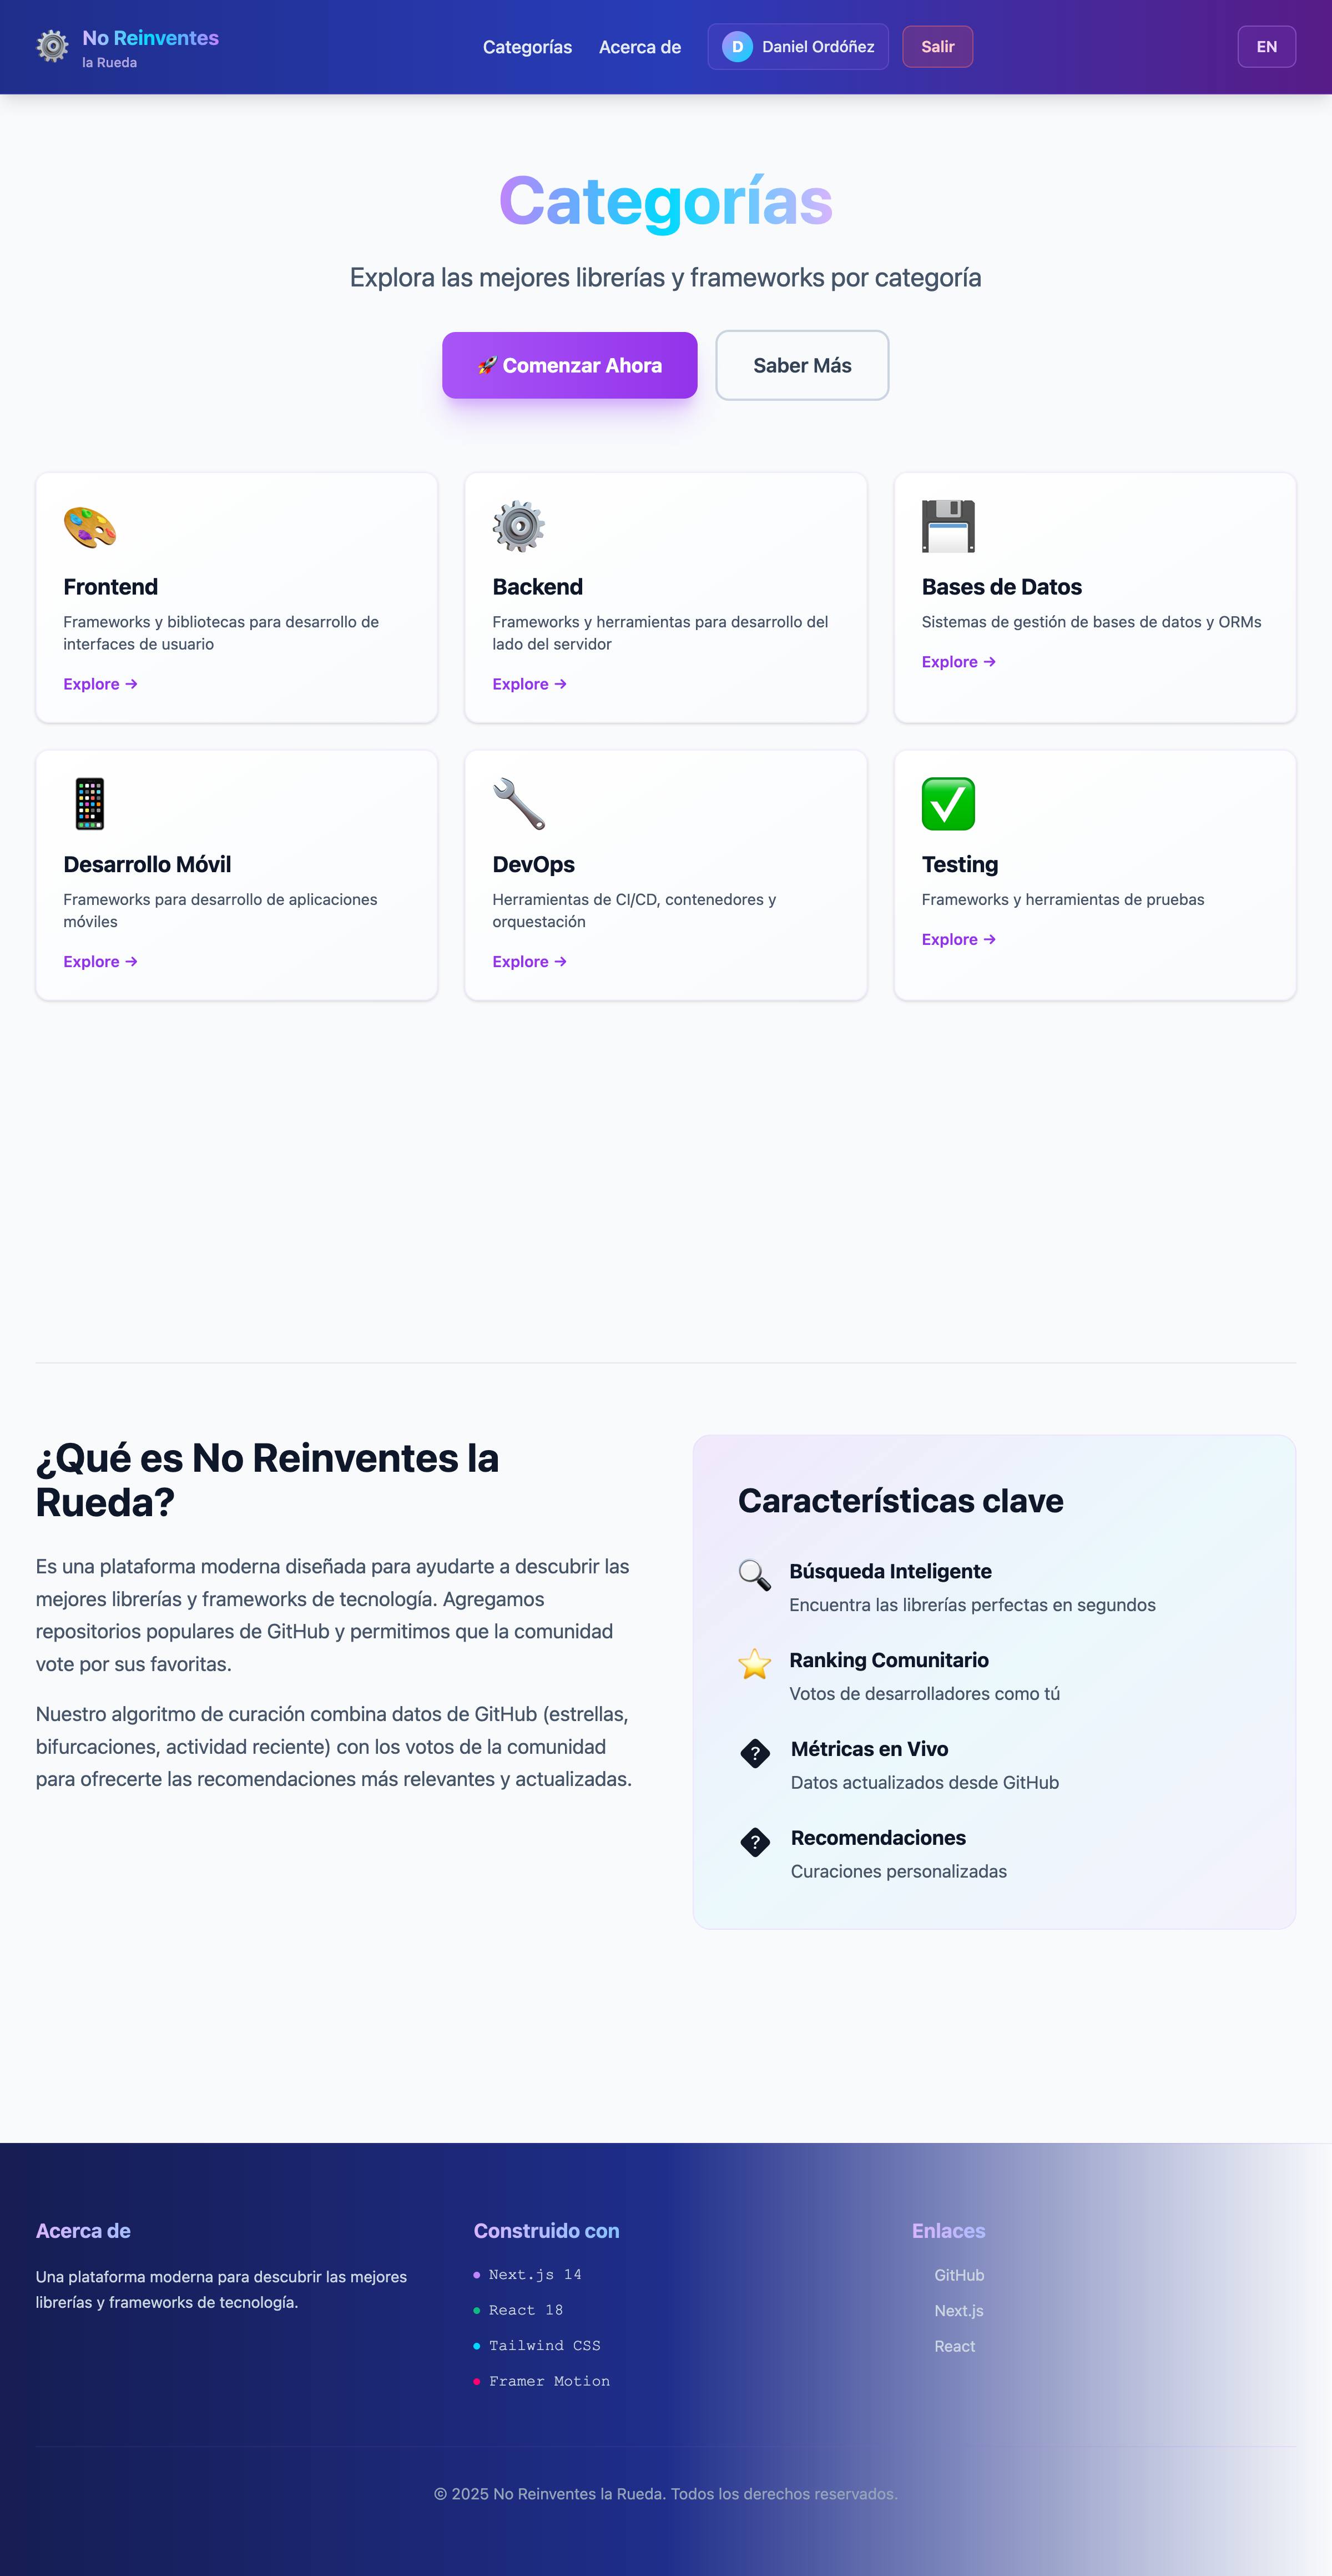 No Reinventes
la Rueda
Categorías
Acerca de
D
Daniel Ordóñez
Salir
EN
Categorías
Explora las mejores librerías y frameworks por categoría
🚀 Comenzar Ahora
Saber Más
Frontend
Frameworks y bibliotecas para desarrollo de
interfaces de usuario
Explore →
Backend
Frameworks y herramientas para desarrollo del
lado del servidor
Explore →
Bases de Datos
Sistemas de gestión de bases de datos y ORMs
Explore →
Desarrollo Móvil
Frameworks para desarrollo de aplicaciones
móviles
Explore →
DevOps
Herramientas de CI/CD, contenedores y
orquestación
Explore →
Testing
Frameworks y herramientas de pruebas
Explore →
¿Qué es No Reinventes la
Rueda?
Es una plataforma moderna diseñada para ayudarte a descubrir las
mejores librerías y frameworks de tecnología. Agregamos
repositorios populares de GitHub y permitimos que la comunidad
vote por sus favoritas.
Nuestro algoritmo de curación combina datos de GitHub (estrellas,
bifurcaciones, actividad reciente) con los votos de la comunidad
para ofrecerte las recomendaciones más relevantes y actualizadas.
Características clave
Búsqueda Inteligente
Encuentra las librerías perfectas en segundos
Ranking Comunitario
Votos de desarrolladores como tú
�
Métricas en Vivo
Datos actualizados desde GitHub
�
Recomendaciones
Curaciones personalizadas
Acerca de
Una plataforma moderna para descubrir las mejores
librerías y frameworks de tecnología.
Construido con
Next.js 14
React 18
Tailwind CSS
Framer Motion
Enlaces
GitHub
Next.js
React
© 2025 No Reinventes la Rueda. Todos los derechos reservados.